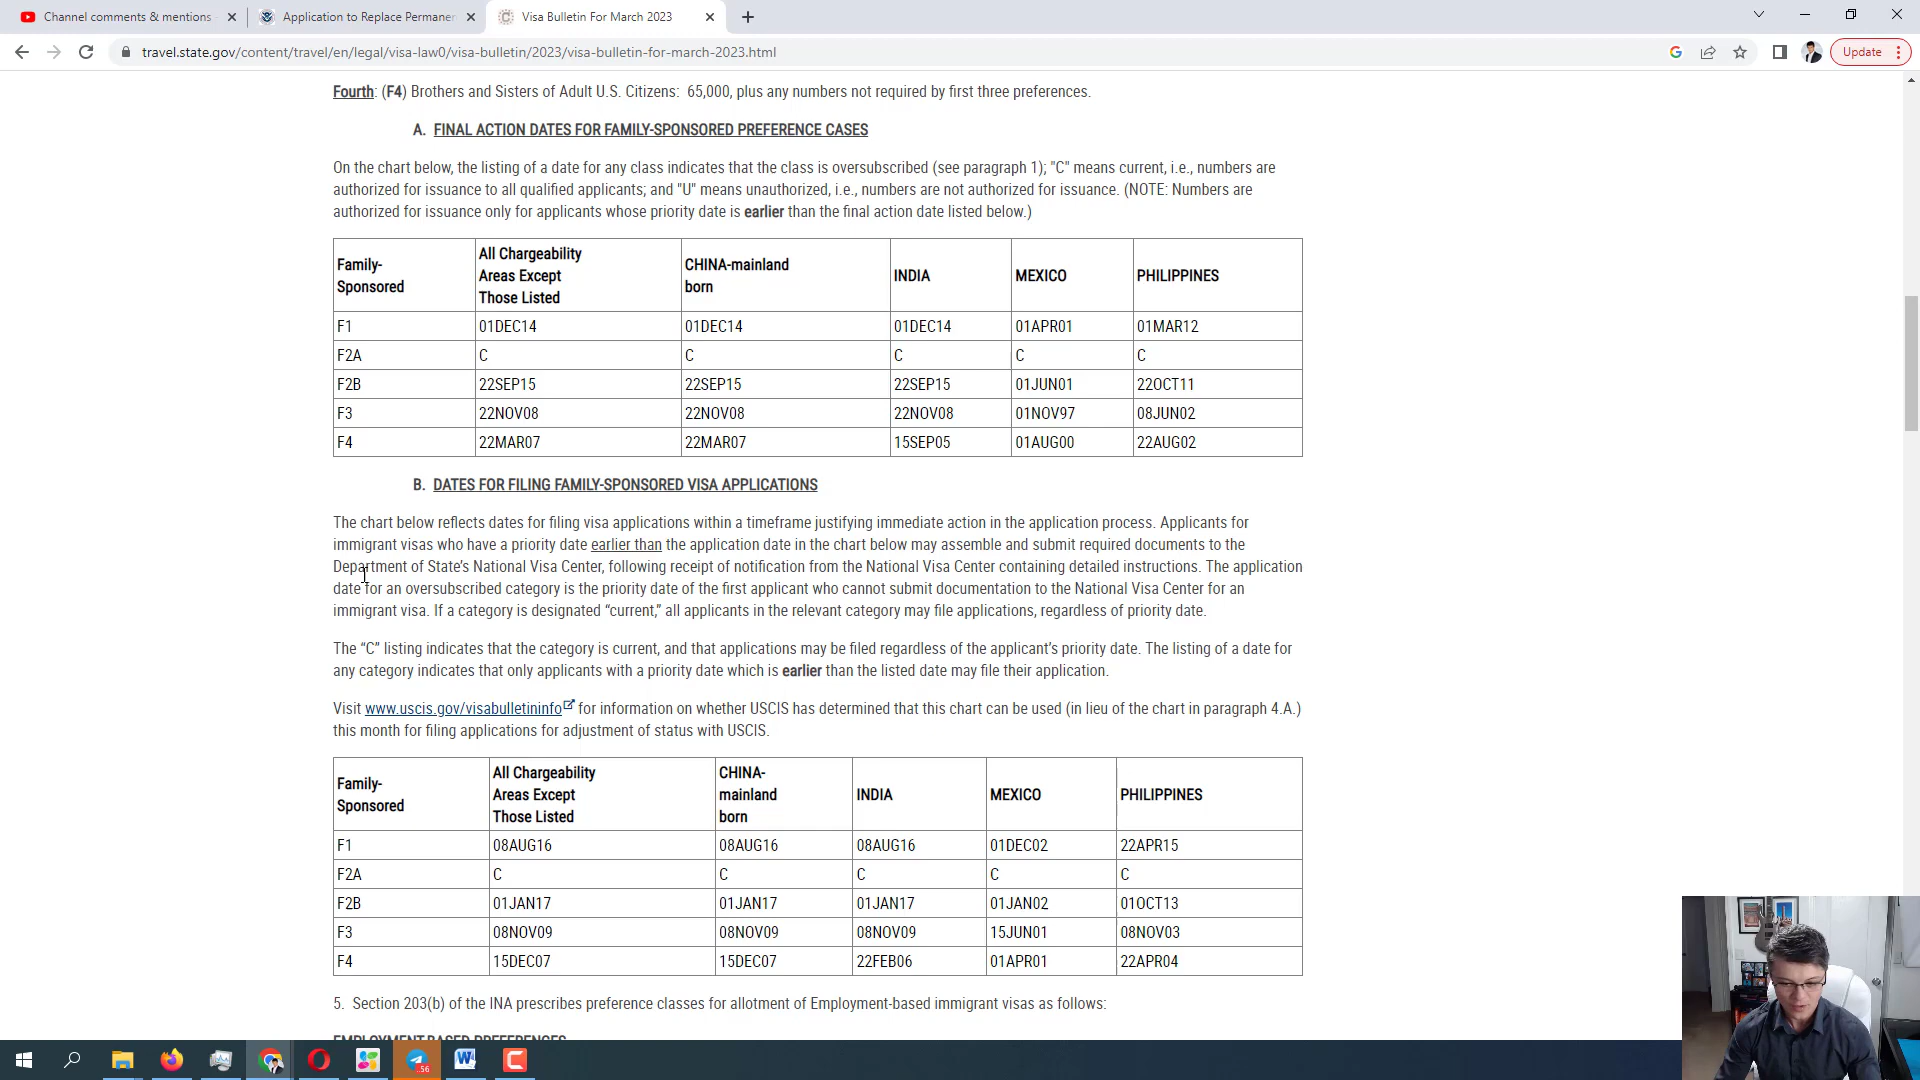 Channel comments & mentions
Application to Replace Permanen
Visa Bulletin For March 2023
travel.state.gov/content/travel/en/legal/visa-law0/visa-bulletin/2023/visa-bulletin-for-march-2023.html
Update
Fourth: (F4) Brothers and Sisters of Adult U.S. Citizens: 65,000, plus any numbers not required by first three preferences.
A. FINAL ACTION DATES FOR FAMILY-SPONSORED PREFERENCE CASES
On the chart below, the listing of a date for any class indicates that the class is oversubscribed (see paragraph 1); "C" means current, i.e., numbers are
authorized for issuance to all qualified applicants; and "U" means unauthorized, i.e., numbers are not authorized for issuance. (NOTE: Numbers are
authorized for issuance only for applicants whose priority date is earlier than the final action date listed below.)
Family-
Sponsored
All Chargeability
Areas Except
Those Listed
CHINA-mainland
born
INDIA
MEXICO
PHILIPPINES
F1 01DEC14 01DEC14 01DEC14 01APR01 01MAR12
F2A C C C C C
F2B 22SEP15 22SEP15 22SEP15 01JUN01 22OCT11
F3 22NOV08 22NOV08 22NOV08 01NOV97 08JUN02
F4 22MAR07 22MAR07 15SEP05 01AUG00 22AUG02
B. DATES FOR FILING FAMILY-SPONSORED VISA APPLICATIONS
The chart below reflects dates for filing visa applications within a timeframe justifying immediate action in the application process. Applicants for
immigrant visas who have a priority date earlier than the application date in the chart below may assemble and submit required documents to the
Department of State's National Visa Center, following receipt of notification from the National Visa Center containing detailed instructions. The application
date for an oversubscribed category is the priority date of the first applicant who cannot submit documentation to the National Visa Center for an
immigrant visa. If a category is designated “current,” all applicants in the relevant category may file applications, regardless of priority date.
The “C” listing indicates that the category is current, and that applications may be filed regardless of the applicant's priority date. The listing of a date for
any category indicates that only applicants with a priority date which is earlier than the listed date may file their application.
Visit www.uscis.gov/visabulletininfo for information on whether USCIS has determined that this chart can be used (in lieu of the chart in paragraph 4.A.)
this month for filing applications for adjustment of status with USCIS.
Family-
Sponsored
All Chargeability
Areas Except
Those Listed
CHINA-
mainland
born
INDIA
MEXICO
PHILIPPINES
F1 08AUG16 08AUG16 08AUG16 01DEC02 22APR15
F2A C C C C C
F2B 01JAN17 01JAN17 01JAN17 01JAN02 01OCT13
F3 08NOV09 08NOV09 08NOV09 15JUN01 08NOV03
F4 15DEC07 15DEC07 22FEB06 01APR01 22APR04
5. Section 203(b) of the INA prescribes preference classes for allotment of Employment-based immigrant visas as follows:
EMPLOYMENT-BASED PREFERENCES
56